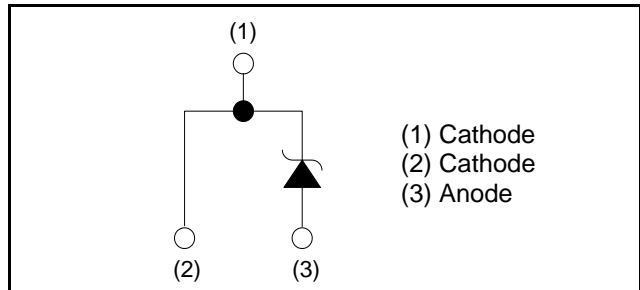 (1)
(1) Cathode
(2) Cathode
(3) Anode
(2)
(3)